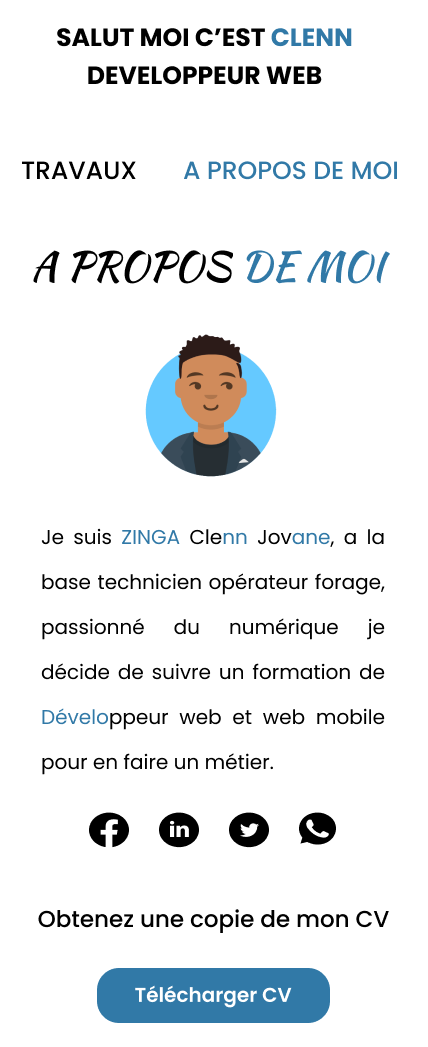 SALUT MOI C’EST CLENN
DEVELOPPEUR WEB
TRAVAUX A PROPOS DE MOI
A PROPOS DE MOI
Je suis ZINGA Clenn Jovane, a la
base technicien opérateur forage,
passionné du numérique je
décide de suivre un formation de
Développeur web et web mobile
pour en faire un métier.
in
Obtenez une copie de mon CV
Télécharger CV